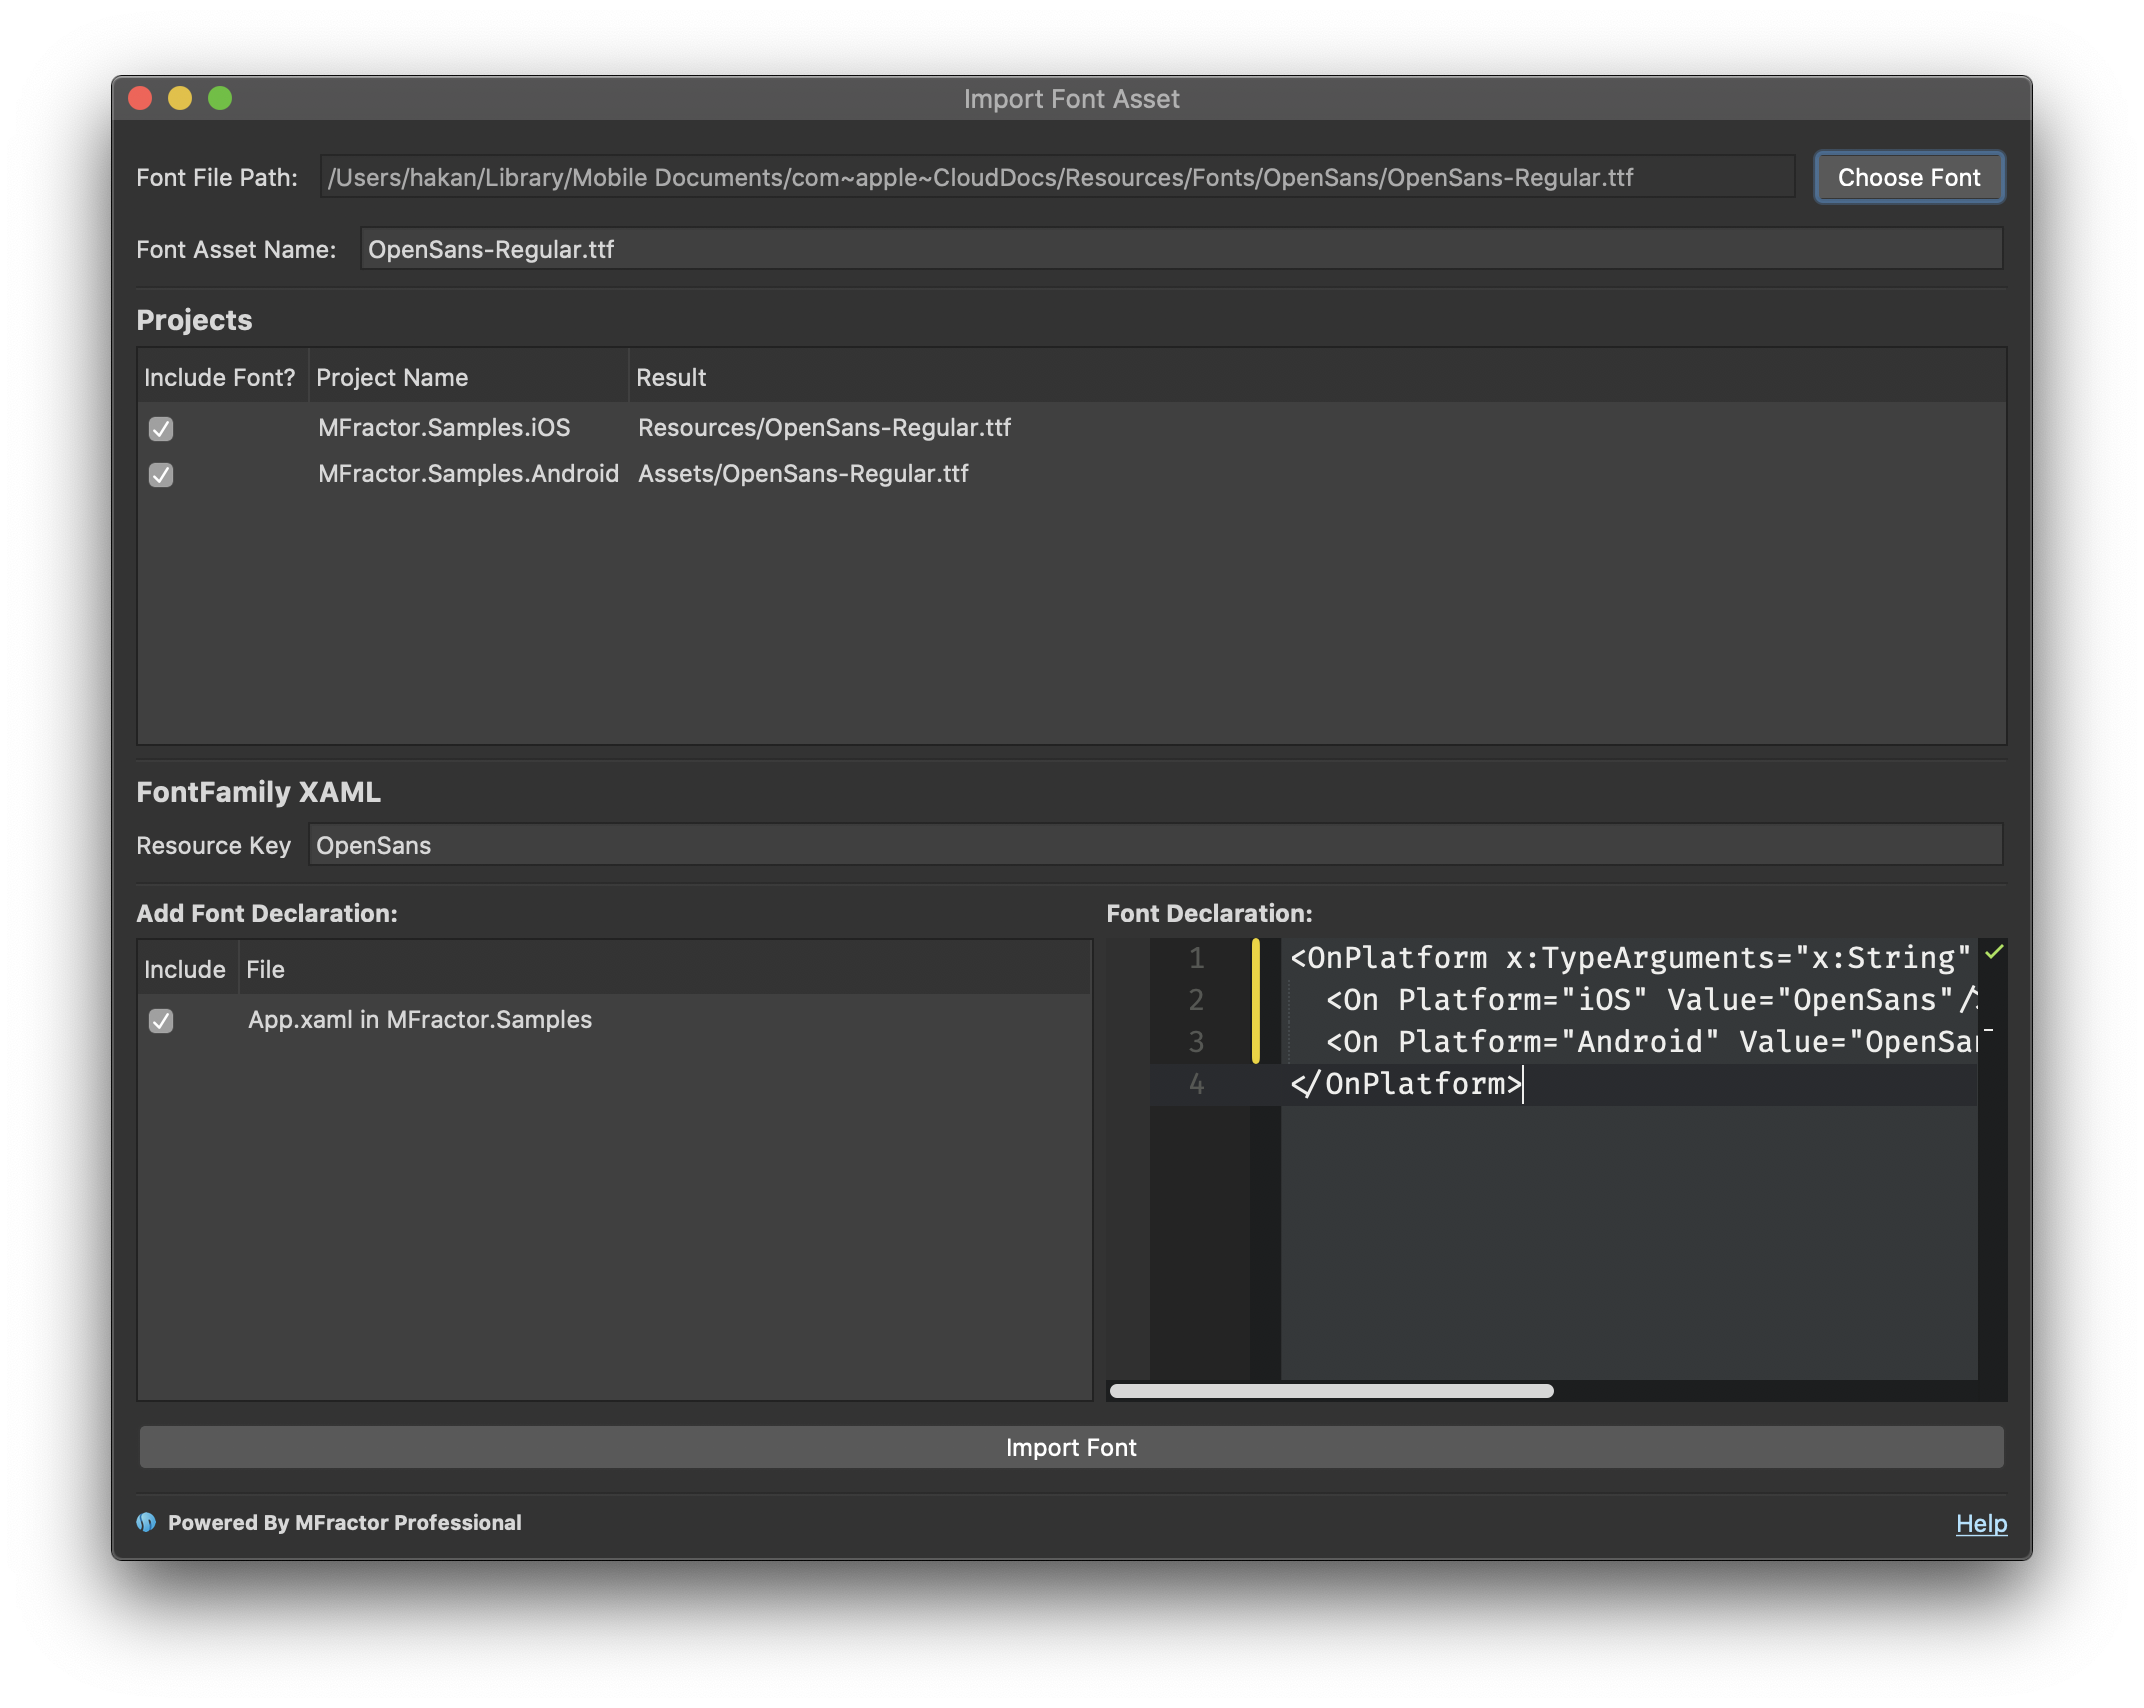 Import Font Asset
Font File Path: /Users/hakan/Library/Mobile Documents/com~apple~CloudDocs/Resources/Fonts/OpenSans/OpenSans-Regular.ttf Choose Font
Font Asset Name: OpenSans-Regular.ttf
Projects
Include Font? Project Name Result
MFractor.Samples.iOS Resources/OpenSans-Regular.ttf
MFractor.Samples.Android Assets/OpenSans-Regular.ttf
FontFamily XAML
Resource Key OpenSans
Add Font Declaration:
Include File
App.xaml in MFractor.Samples
Font Declaration:
1 <OnPlatform x:TypeArguments="x:String"
2 <On Platform="iOS" Value="OpenSans"/>
3 <On Platform="Android" Value="OpenSan
4 </OnPlatform>
Import Font
Powered By MFractor Professional
Help